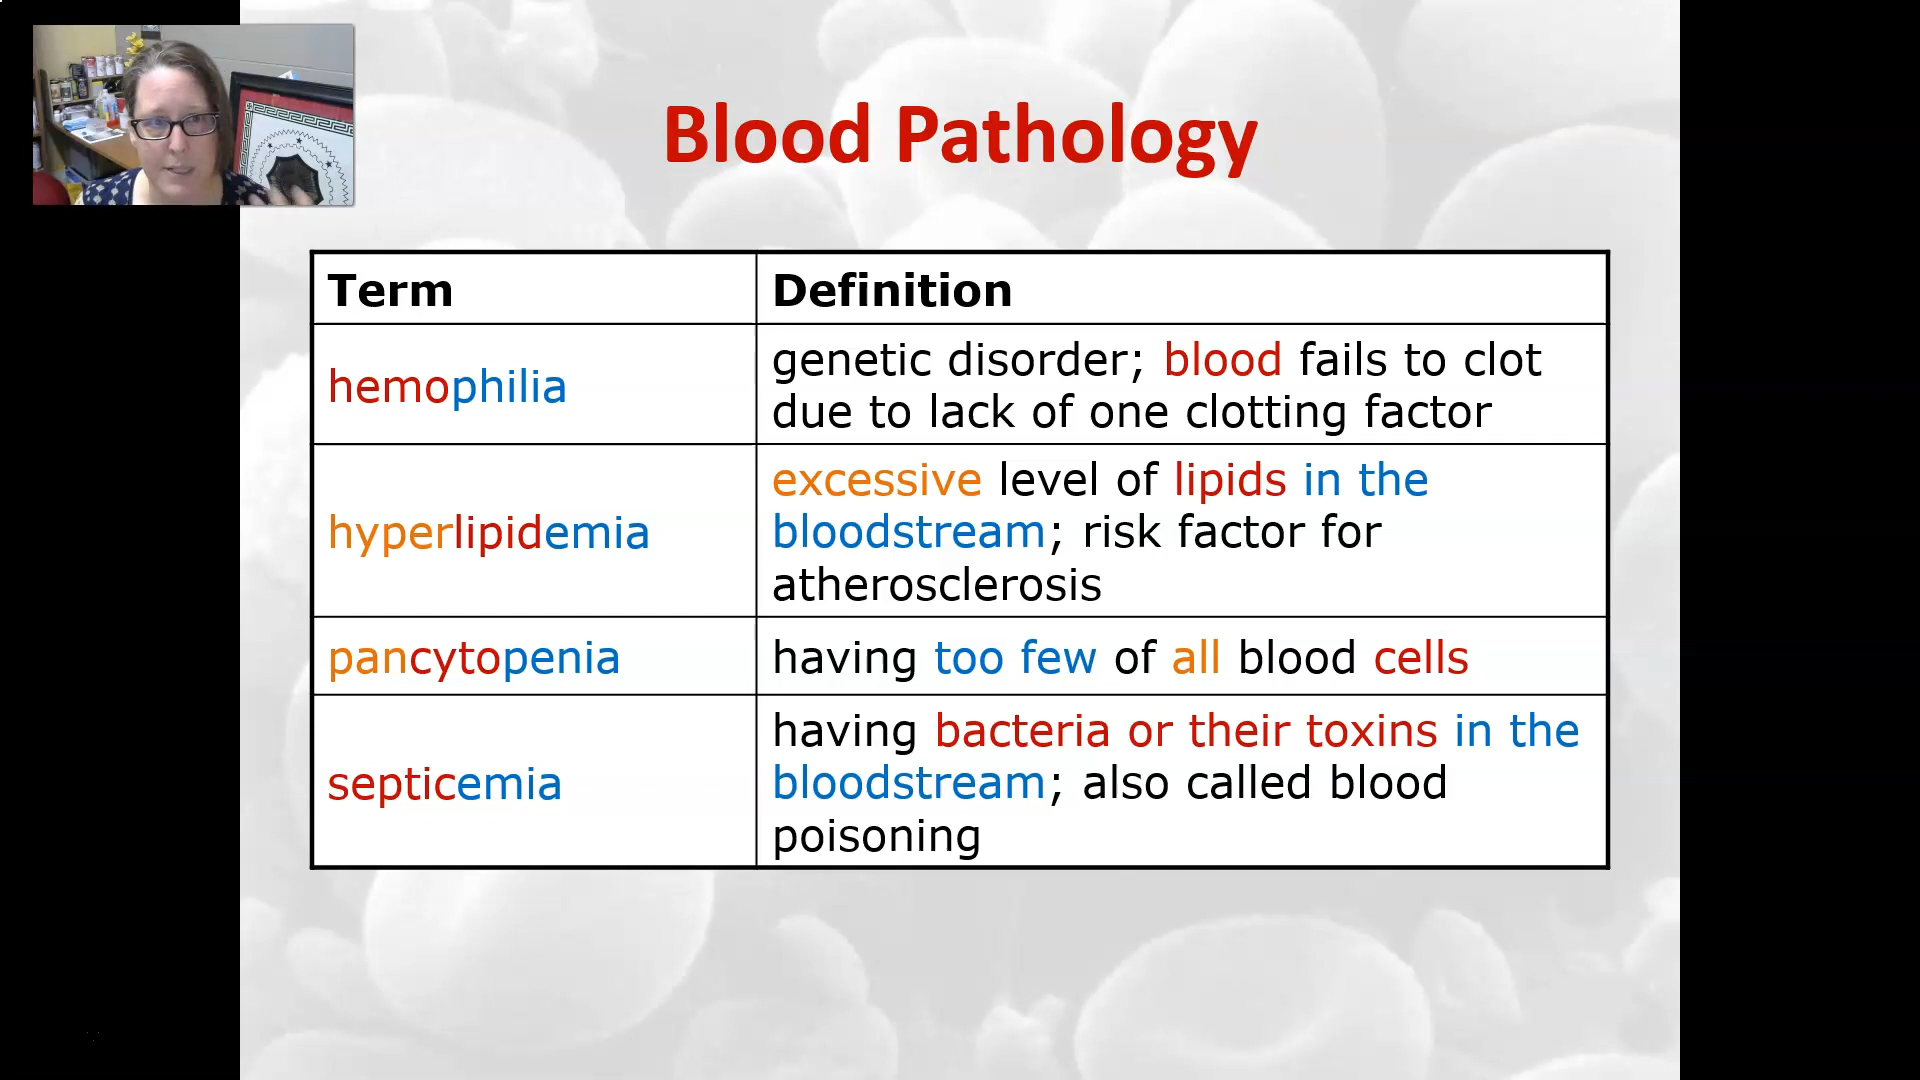 Blood Pathology
Term
Definition
hemophilia
genetic disorder; blood fails to clot
due to lack of one clotting factor
hyperlipidemia
excessive level of lipids in the
bloodstream; risk factor for
atherosclerosis
pancytopenia
having too few of all blood cells
septicemia
having bacteria or their toxins in the
bloodstream; also called blood
poisoning